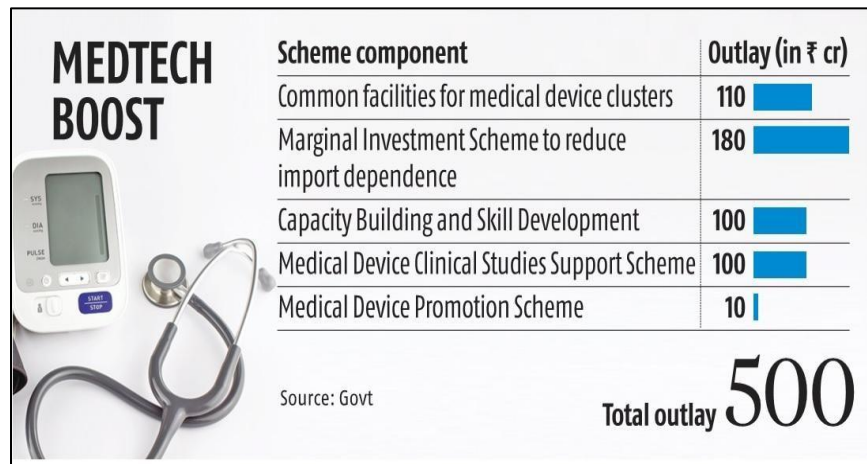 MEDTECH
BOOST
Scheme component Outlay (in ₹ cr)
Common facilities for medical device clusters 110
Marginal Investment Scheme to reduce 180
import dependence
Capacity Building and Skill Development 100
Medical Device Clinical Studies Support Scheme 100
Medical Device Promotion Scheme 10
SYS
DIA
PULSE
START
STOP
Source: Govt
Total outlay 500